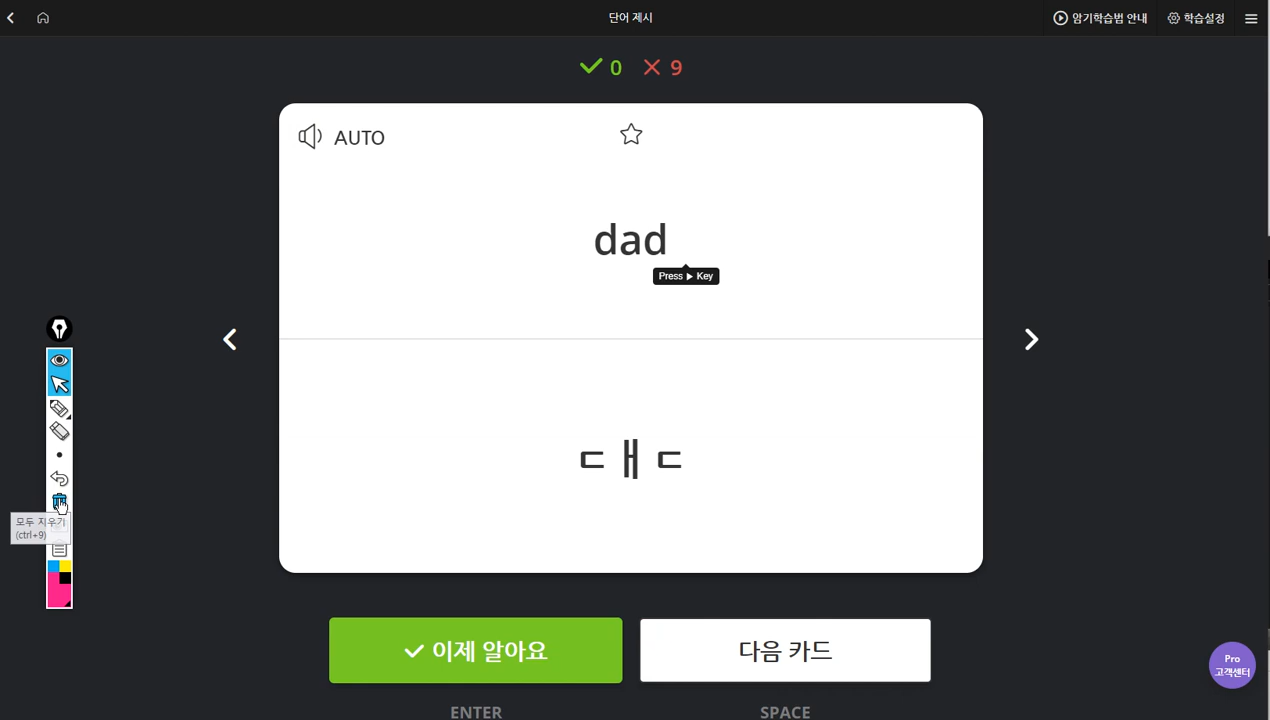 단어 제시
암기학습법 안내
학습설정
0 9
AUTO
dad
Press ▶ Key
ㄷㅐㄷ
모두 지우기
(ctrl+9)
이제 알아요
다음 카드
ENTER
SPACE
Pro
고객센터